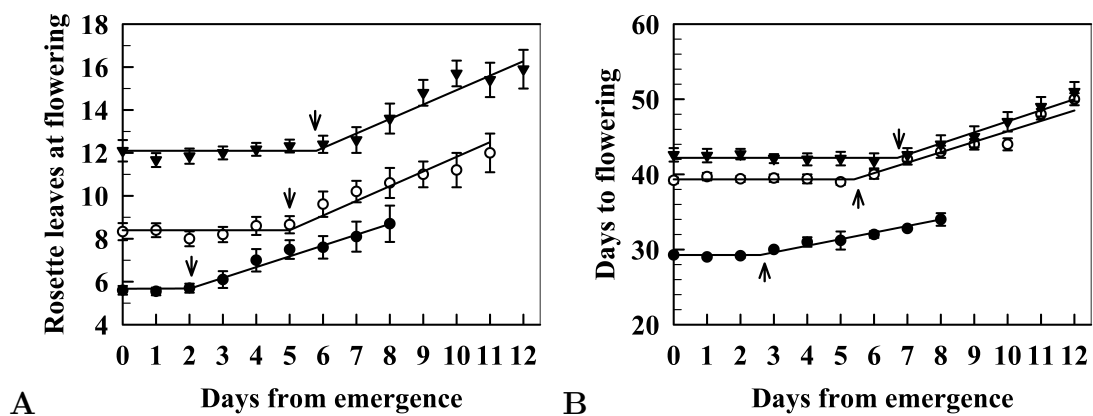 Rosette leaves at flowering
18
16
14
12
10
8
6
4
0 1 2 3 4 5 6 7 8 9 10 11 12
Days from emergence
A
Days to flowering
60
50
40
30
20
0 1 2 3 4 5 6 7 8 9 10 11 12
Days from emergence
B